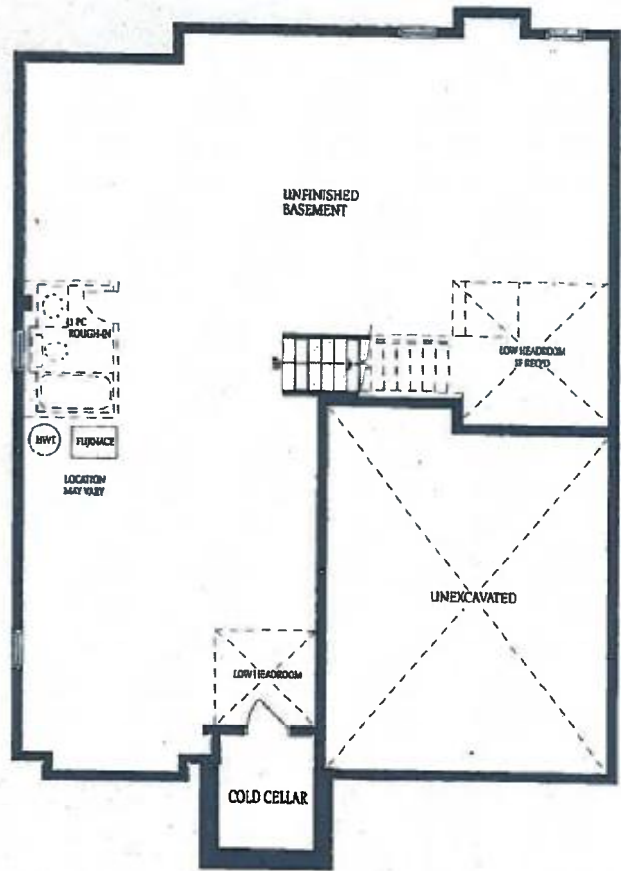 UNFINISHED
BASEMENT
3 PC
ROUGH-IN
LOW HEADROOM
IF REQ'D
HWT
FURNACE
LOCATION
MAY VARY
UNEXCAVATED
LOW HEADROOM
COLD CELLAR